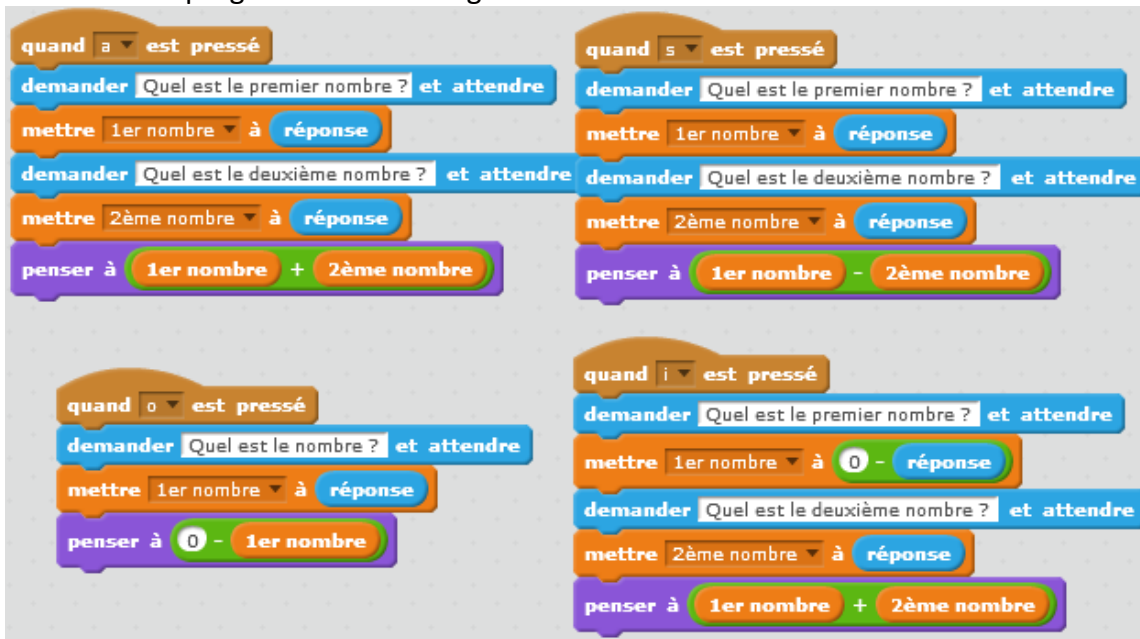 quand a est pressé
demander Quel est le premier nombre ? et attendre
mettre 1er nombre à réponse
demander Quel est le deuxième nombre ? et attendre
mettre 2ème nombre à réponse
penser à 1er nombre + 2ème nombre
quand s est pressé
demander Quel est le premier nombre ? et attendre
mettre 1er nombre à réponse
demander Quel est le deuxième nombre ? et attendre
mettre 2ème nombre à réponse
penser à 1er nombre - 2ème nombre
quand o est pressé
demander Quel est le nombre ? et attendre
mettre 1er nombre à réponse
penser à 0 - 1er nombre
quand i est pressé
demander Quel est le premier nombre ? et attendre
mettre 1er nombre à 0 - réponse
demander Quel est le deuxième nombre ? et attendre
mettre 2ème nombre à réponse
penser à 1er nombre + 2ème nombre